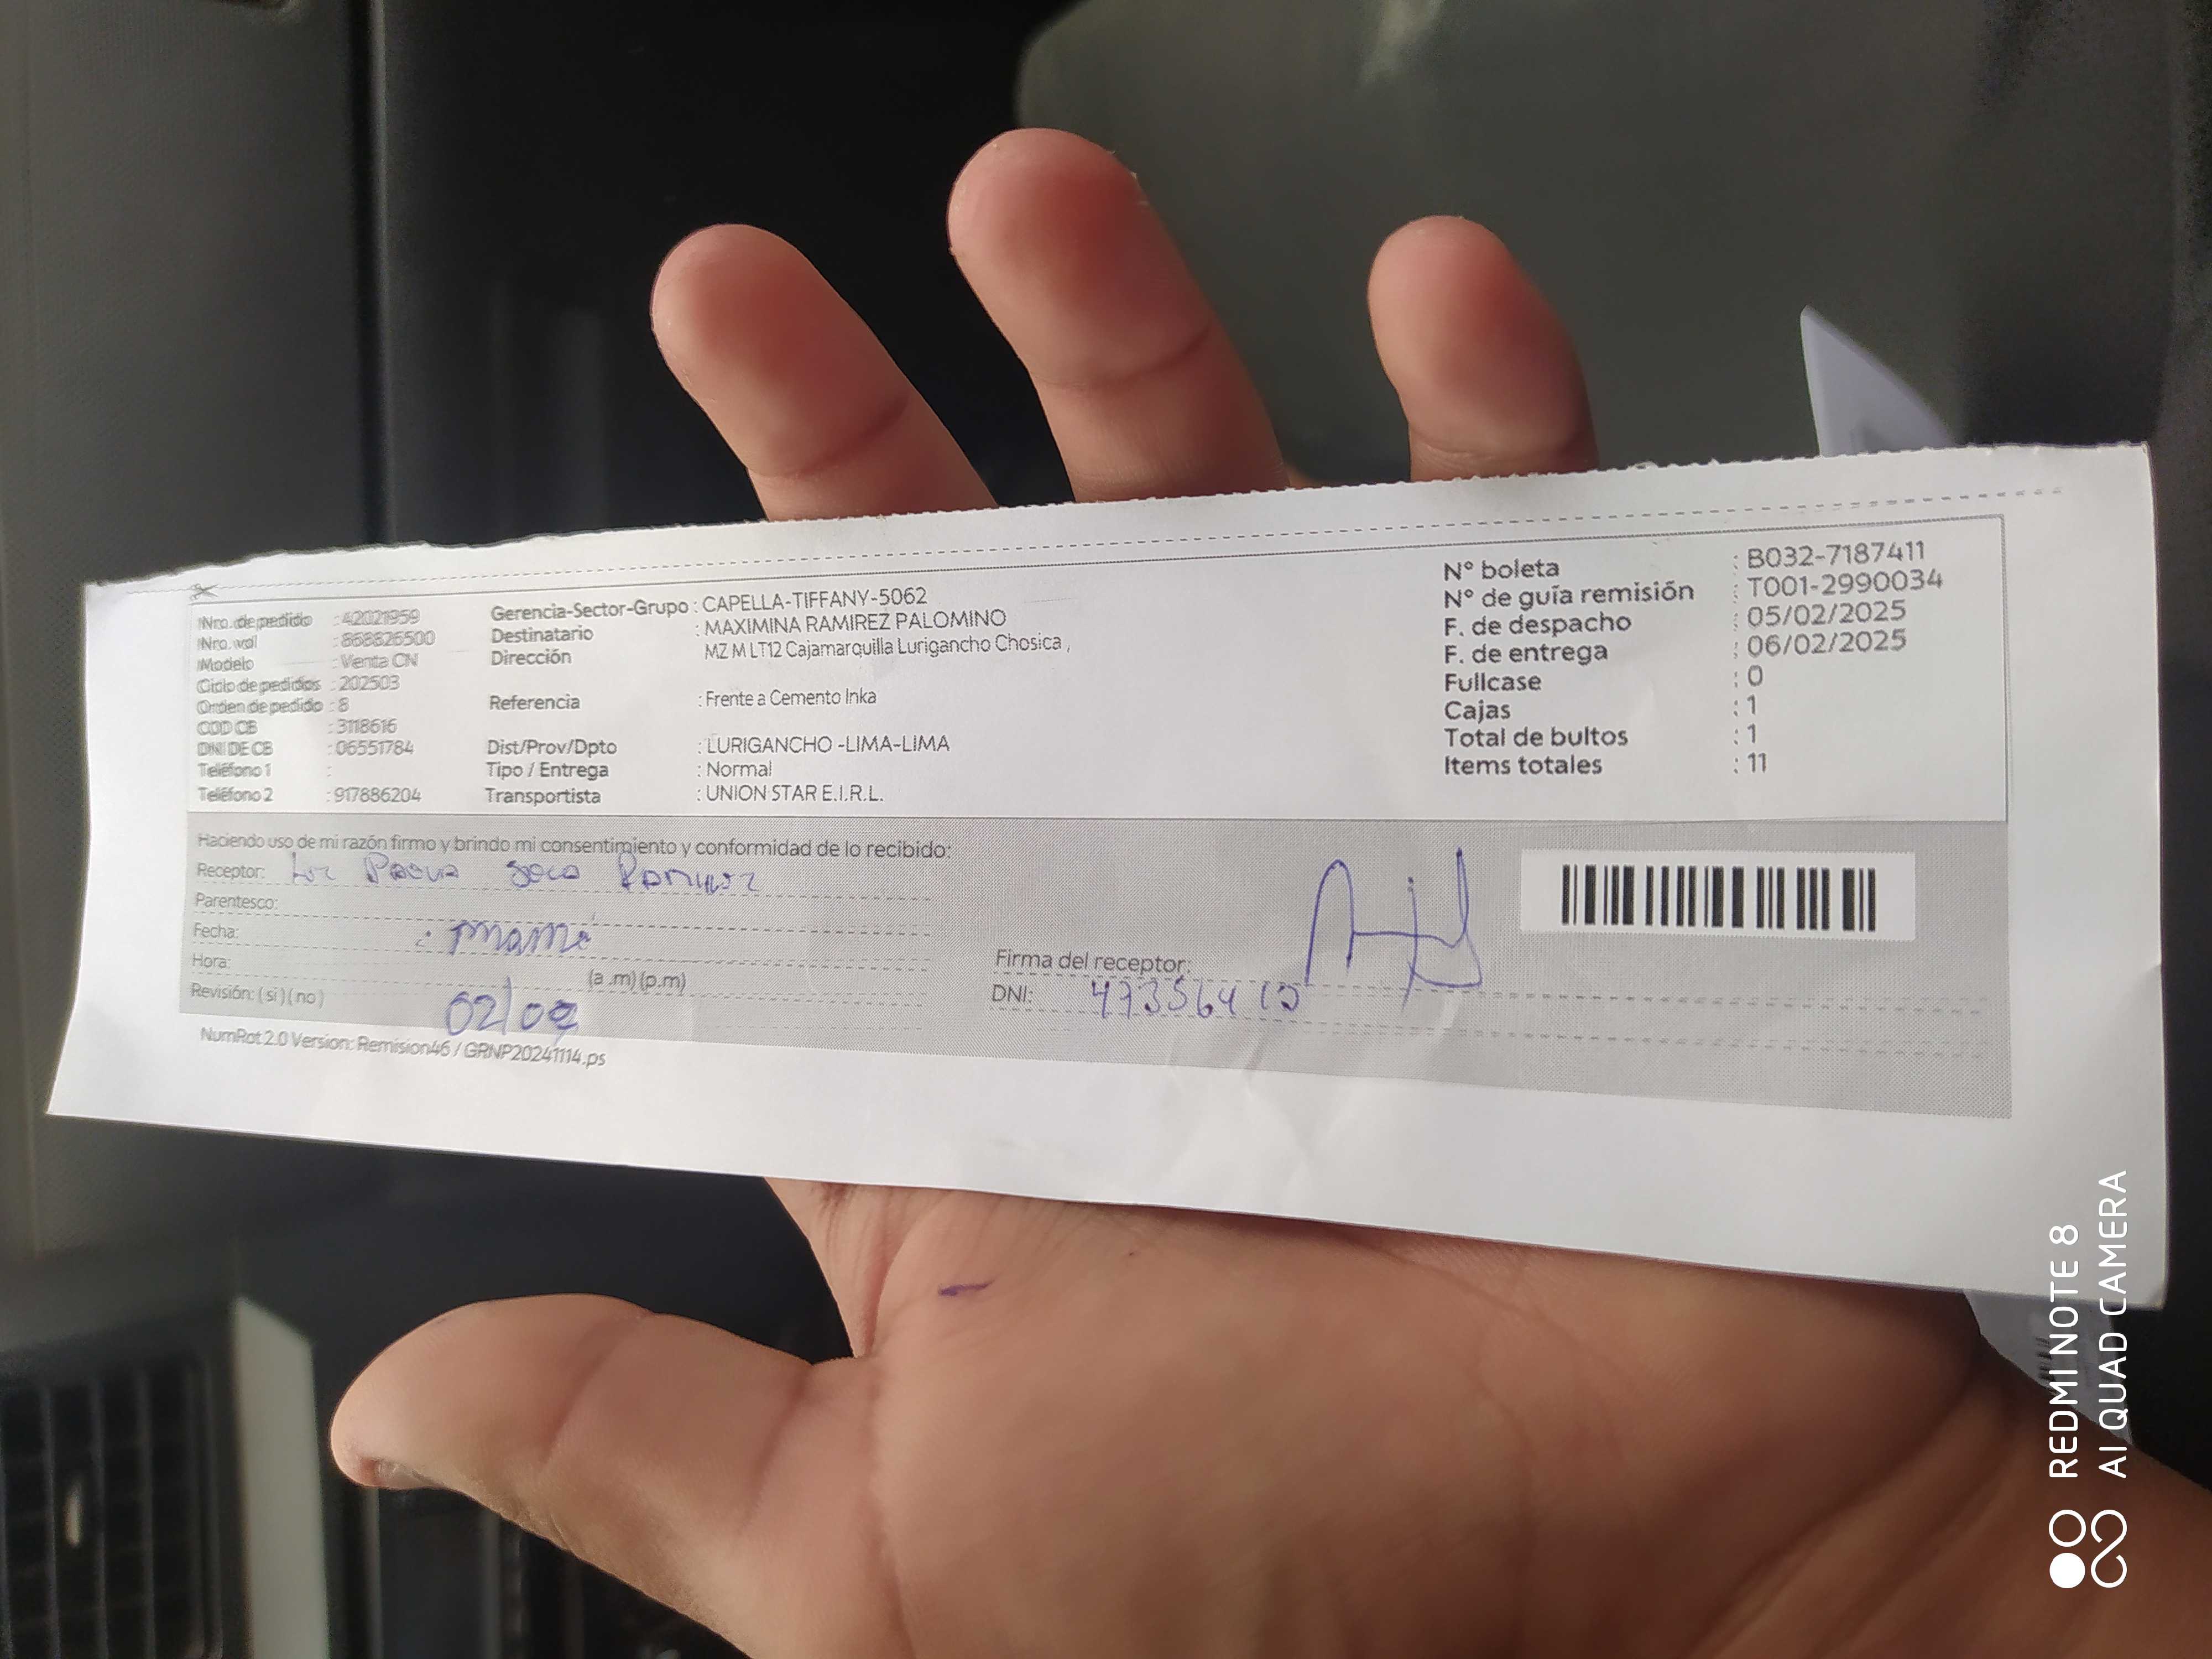 Nro. de pedido : 42021959
Nro. val : 868826500
Modelo : Venta CN
Ciclo de pedidos : 202503
Orden de pedido : 8
COD CB : 3118616
DNI DE CB : 06551784
Teléfono 1 :
Teléfono 2 : 917886204
Gerencia-Sector-Grupo : CAPELLA-TIFFANY-5062
Destinatario : MAXIMINA RAMIREZ PALOMINO
Dirección MZ M LT12 Cajamarquilla Lurigancho Chosica ,
Referencia : Frente a Cemento Inka
Dist/Prov/Dpto : LURIGANCHO -LIMA-LIMA
Tipo / Entrega : Normal
Transportista : UNION STAR E.I.R.L.
N° boleta : B032-7187411
N° de guía remisión : T001-2990034
F. de despacho : 05/02/2025
F. de entrega : 06/02/2025
Fullcase : 0
Cajas : 1
Total de bultos : 1
Items totales : 11
Haciendo uso de mi razón firmo y brindo mi consentimiento y conformidad de lo recibido:
Receptor:
Parentesco:
Fecha: mamá
Hora: (a .m) (p.m)
Revisión: ( si ) ( no ) 02/02
Firma del receptor:
DNI:
NumRot 2.0 Version: Remision46 / GRNP20241114.ps
REDMI NOTE 8
AI QUAD CAMERA